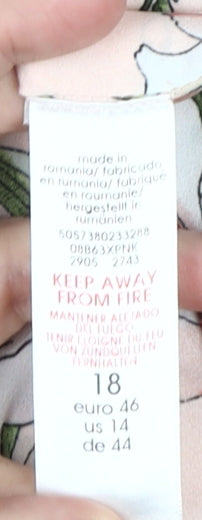 made in
romania/ fabricado
en rumania/ fabriqué
en roumanie/
hergestellt in
rumänien
5057380233288
08863XPNK
2905 2743
KEEP AWAY
FROM FIRE
MANTENER ALEJADO
DEL FUEGO
TENIR ÉLOIGNÉ DU FEU
VON ZÜNDQUELLEN
FERNHALTEN
18
euro 46
us 14
de 44